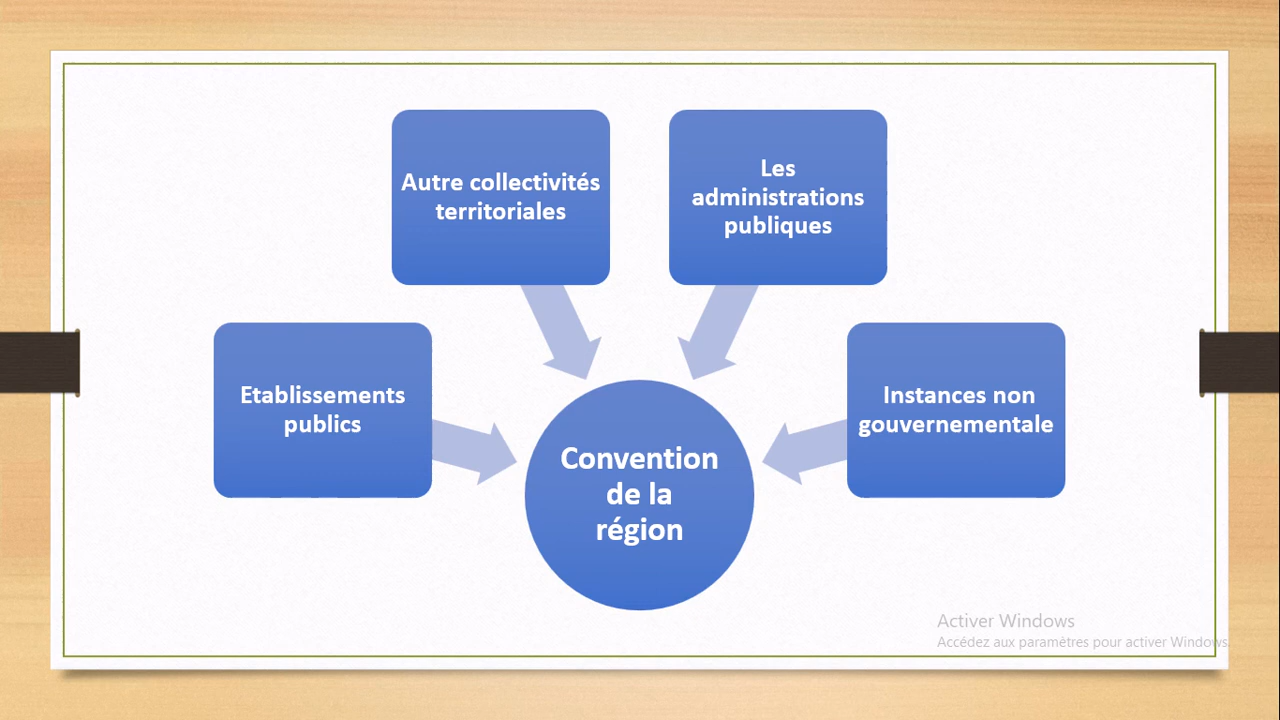 Autre collectivités
territoriales
Les
administrations
publiques
Etablissements
publics
Instances non
gouvernementale
Convention
de la
région
Activer Windows
Accédez aux paramètres pour activer Windows.